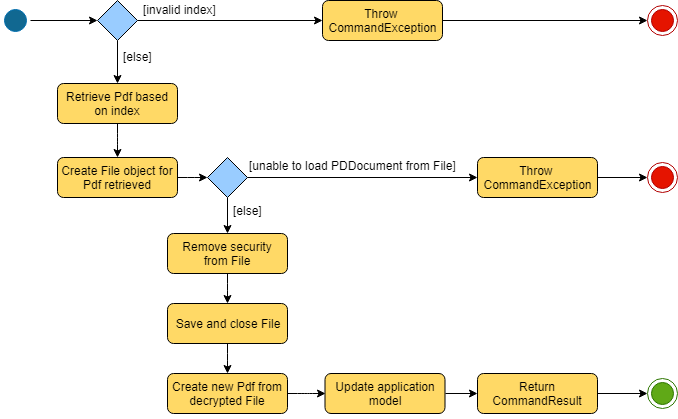 [invalid index]
Throw
CommandException
[else]
Retrieve Pdf based
on index
Create File object for
Pdf retrieved
[unable to load PDDocument from File]
Throw
CommandException
[else]
Remove security
from File
Save and close File
Create new Pdf from
decrypted File
Update application
model
Return
CommandResult